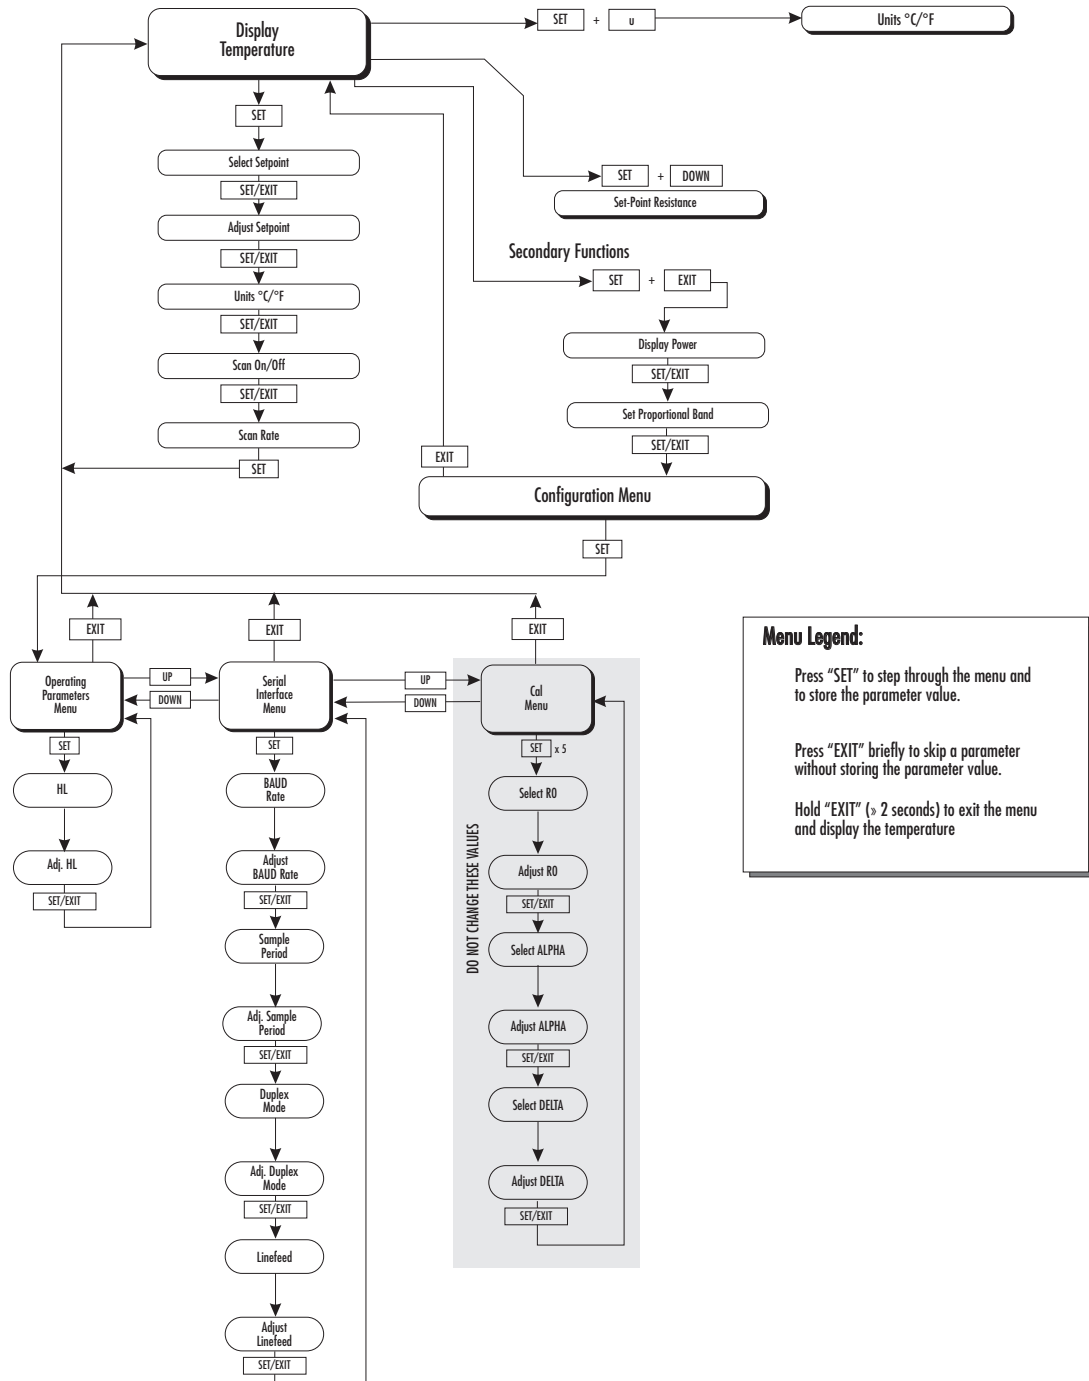 Display
Temperature
SET + u
Units °C/°F
SET
Select Setpoint
SET/EXIT
Adjust Setpoint
SET/EXIT
Units °C/°F
SET/EXIT
Scan On/Off
SET/EXIT
Scan Rate
SET
SET + DOWN
Set-Point Resistance
Secondary Functions
SET + EXIT
Display Power
SET/EXIT
Set Proportional Band
SET/EXIT
EXIT
Configuration Menu
SET
EXIT
Operating
Parameters
Menu
UP
DOWN
SET
HL
Adj. HL
SET/EXIT
EXIT
Serial
Interface
Menu
UP
DOWN
SET
BAUD
Rate
Adjust
BAUD Rate
SET/EXIT
Sample
Period
Adj. Sample
Period
SET/EXIT
Duplex
Mode
Adj. Duplex
Mode
SET/EXIT
Linefeed
Adjust
Linefeed
SET/EXIT
EXIT
Cal
Menu
SET x 5
Select R0
Adjust R0
SET/EXIT
Select ALPHA
Adjust ALPHA
SET/EXIT
Select DELTA
Adjust DELTA
SET/EXIT
DO NOT CHANGE THESE VALUES
Menu Legend:
Press “SET” to step through the menu and
to store the parameter value.
Press “EXIT” briefly to skip a parameter
without storing the parameter value.
Hold “EXIT” (» 2 seconds) to exit the menu
and display the temperature